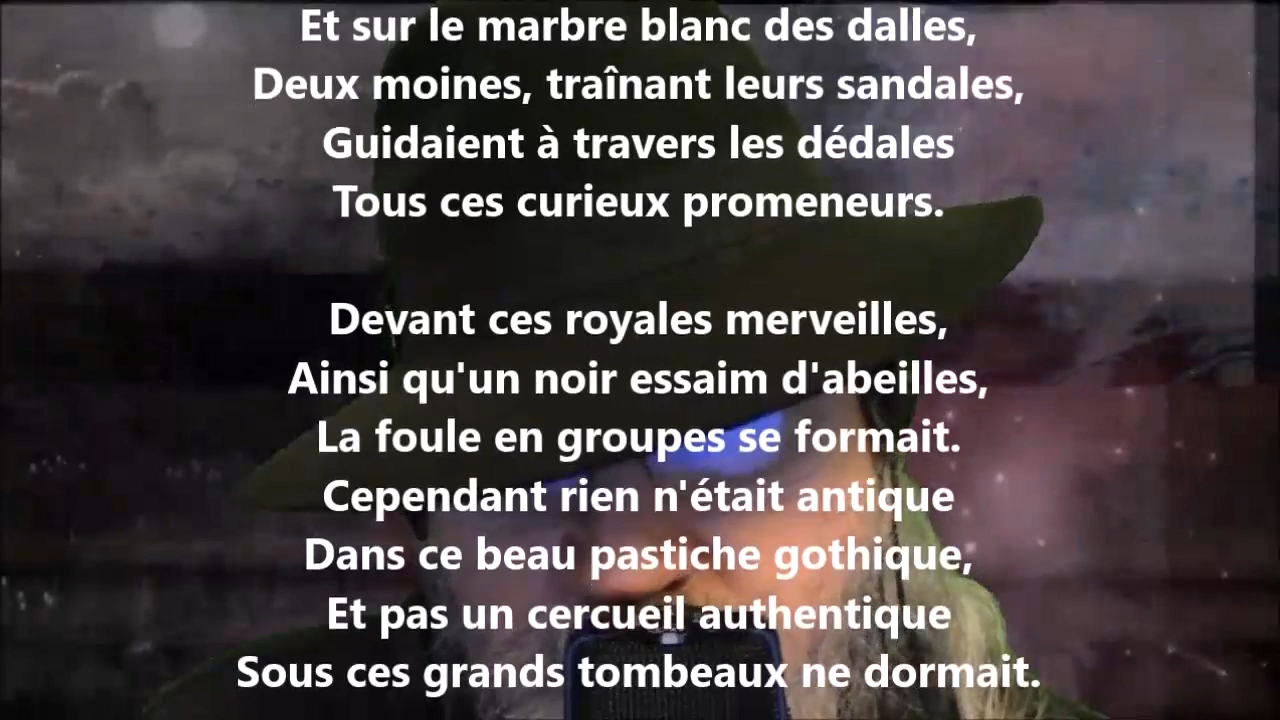 Et sur le marbre blanc des dalles,
Deux moines, traînant leurs sandales,
Guidaient à travers les dédales
Tous ces curieux promeneurs.
Devant ces royales merveilles,
Ainsi qu'un noir essaim d'abeilles,
La foule en groupes se formait.
Cependant rien n'était antique
Dans ce beau pastiche gothique,
Et pas un cercueil authentique
Sous ces grands tombeaux ne dormait.